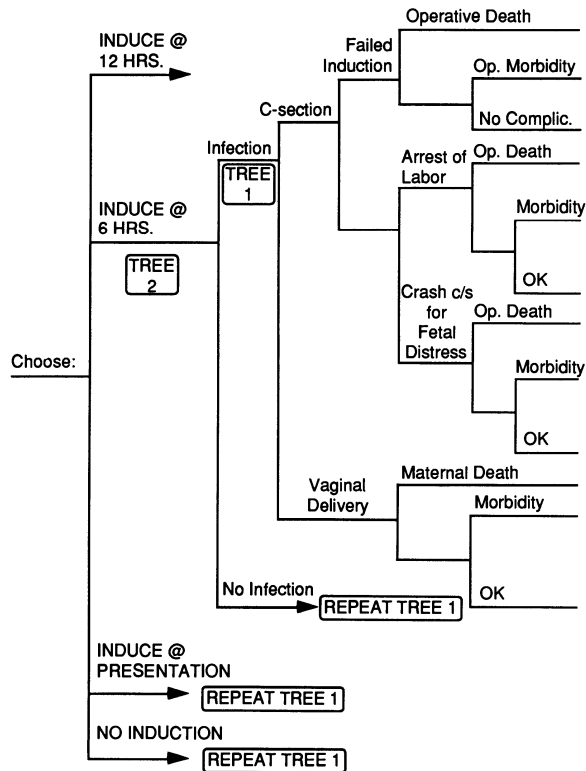 Operative Death
INDUCE @
12 HRS.
Failed
Induction
Op. Morbidity
C-section
No Complic.
Infection
TREE
1
Arrest of
Labor
Op. Death
INDUCE @
6 HRS.
Morbidity
TREE
2
OK
Crash c/s
for
Fetal
Distress
Op. Death
Choose:
Morbidity
OK
Vaginal
Delivery
Maternal Death
Morbidity
No Infection
REPEAT TREE 1
OK
INDUCE @
PRESENTATION
REPEAT TREE 1
NO INDUCTION
REPEAT TREE 1